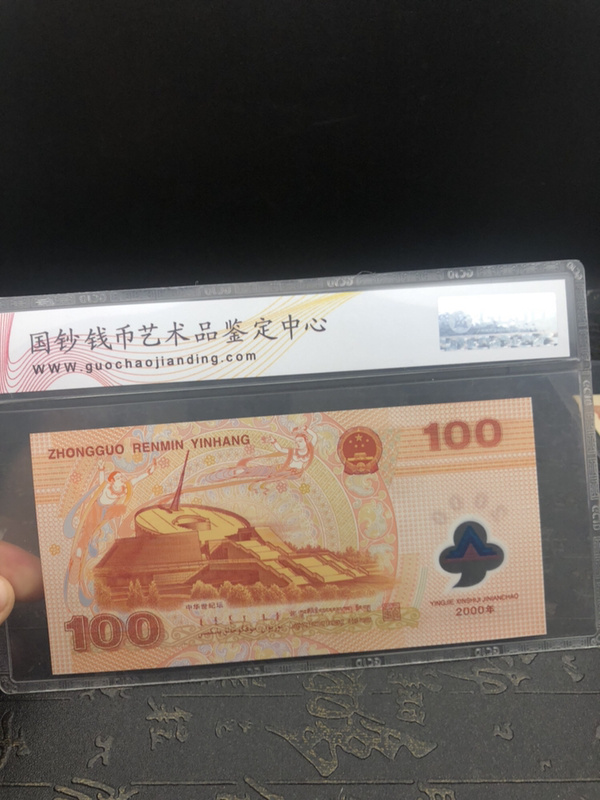 国钞钱币艺术品鉴定中心
www.guochaojianding.com
ZHONGGUO RENMIN YINHANG
100
中华世纪坛
100
YINGJIE XINSHIJI JINIANCHAO
2000年